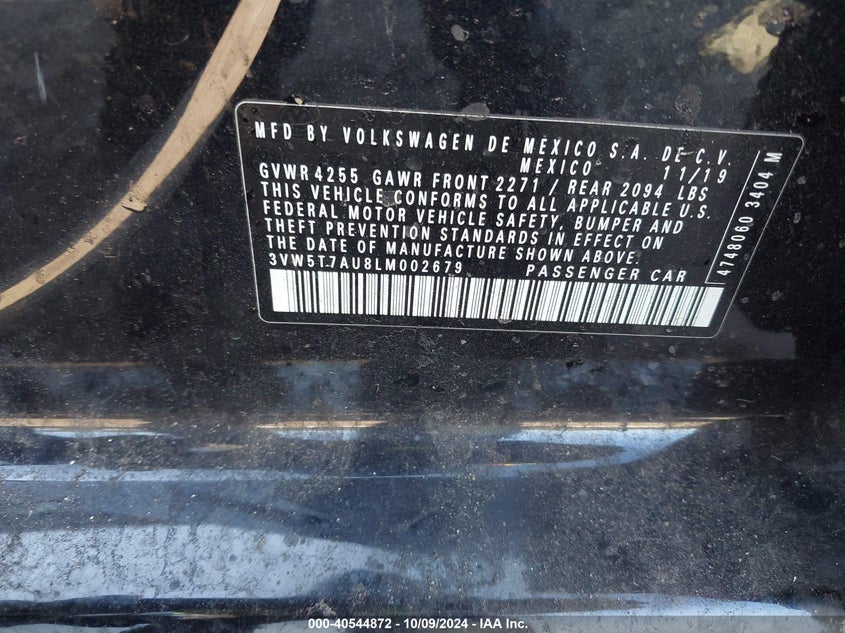 MFD BY VOLKSWAGEN DE MEXICO S.A. DE C.V.
MEXICO 11/19
GVWR 4255 GAWR FRONT 2271 / REAR 2094 LBS
THIS VEHICLE CONFORMS TO ALL APPLICABLE U.S.
FEDERAL MOTOR VEHICLE SAFETY, BUMPER AND
THEFT PREVENTION STANDARDS IN EFFECT ON
THE DATE OF MANUFACTURE SHOWN ABOVE.
3VW5T7AU8LM002679 PASSENGER CAR
4748060 3404 M
000-40544872 - 10/09/2024 - IAA Inc.